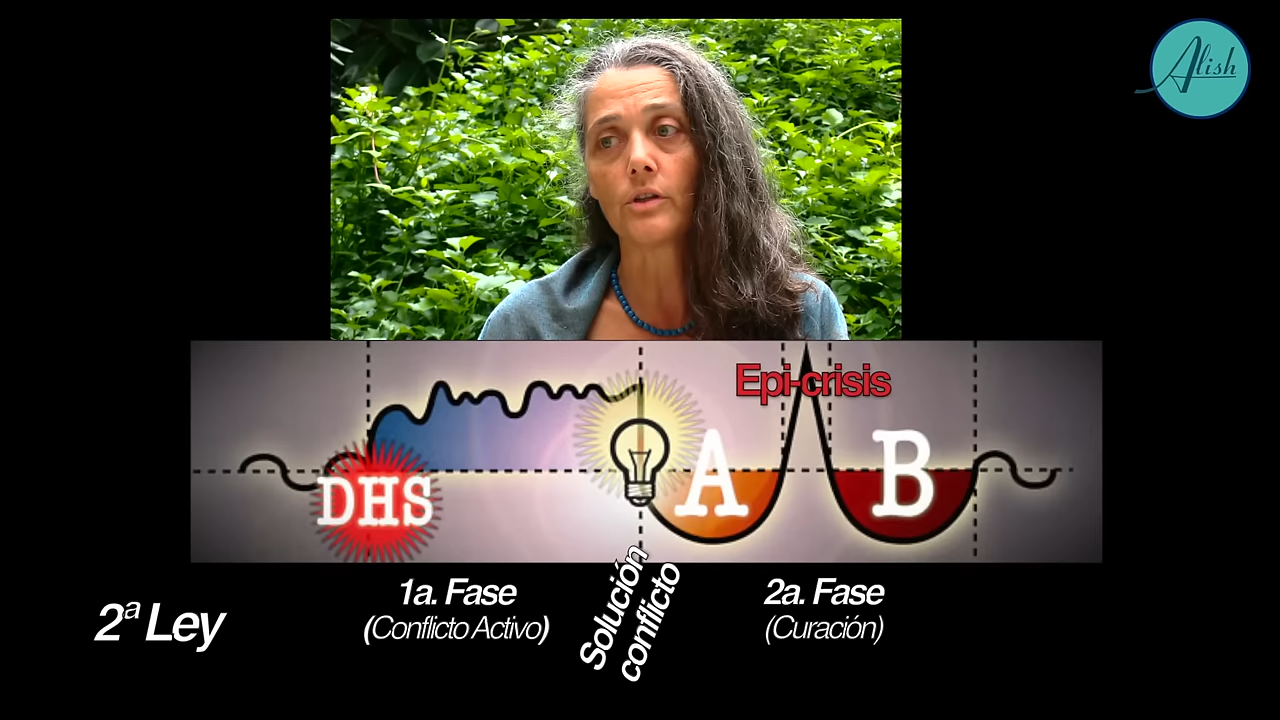 Alish
Epi-crisis
DHS
A
B
1a. Fase
(Conflicto Activo)
Solución
conflicto
2a. Fase
(Curación)
2ª Ley